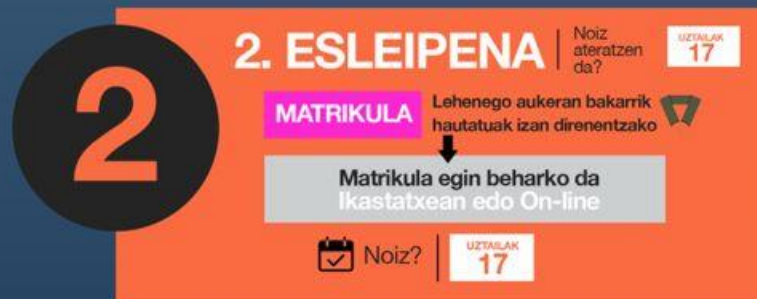 2
2. ESLEIPENA
Noiz
ateratzen
da?
UZTAILAK
17
MATRIKULA
Lehenego aukeran bakarrik
hautatuak izan direnentzako
Matrikula egin beharko da
Ikastatxean edo On-line
Noiz?
UZTAILAK
17